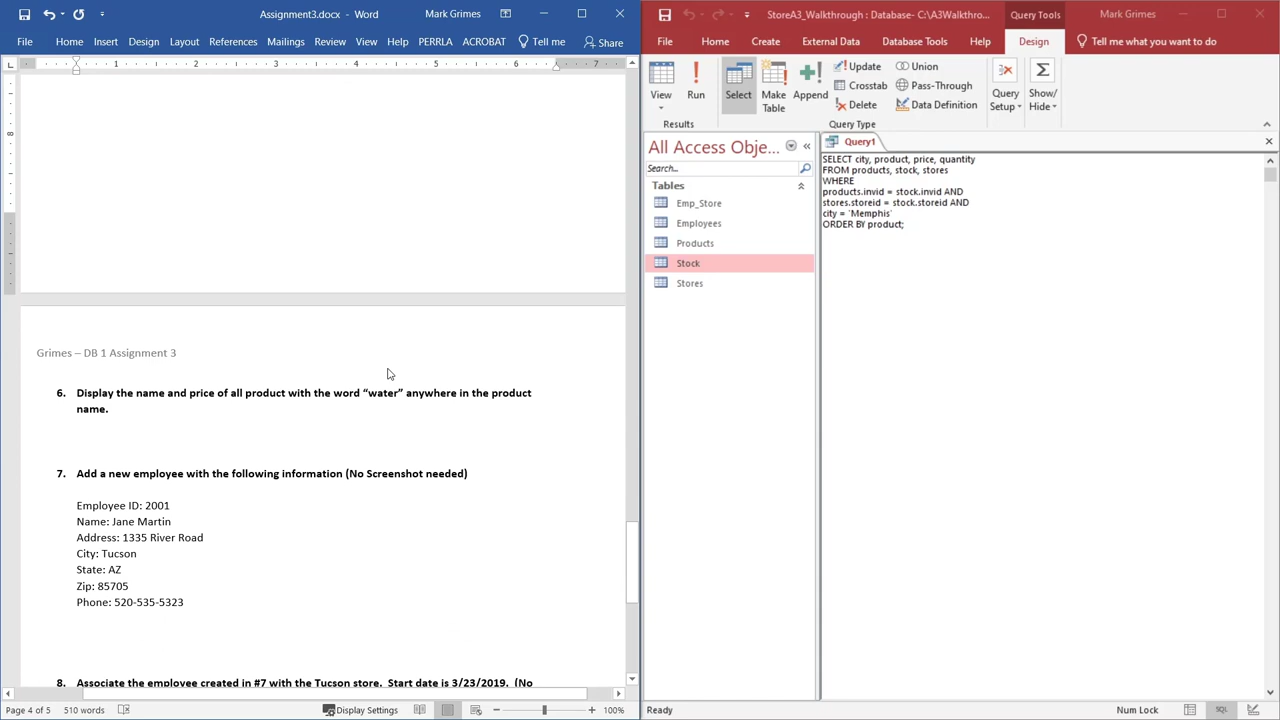 Assignment3.docx - Word
Mark Grimes
File Home Insert Design Layout References Mailings Review View Help PERRLA ACROBAT Tell me Share
1 2 3 4 5 6 7
8
Grimes – DB 1 Assignment 3
6. Display the name and price of all product with the word “water” anywhere in the product
name.
7. Add a new employee with the following information (No Screenshot needed)
Employee ID: 2001
Name: Jane Martin
Address: 1335 River Road
City: Tucson
State: AZ
Zip: 85705
Phone: 520-535-5323
8. Associate the employee created in #7 with the Tucson store. Start date is 3/23/2019. (No
Page 4 of 5 510 words Display Settings 100%
StoreA3_Walkthrough : Database- C:\A3Walkthro... Query Tools Mark Grimes
File Home Create External Data Database Tools Help Design Tell me what you want to do
View Run Select Make Table Append Update Crosstab Delete Union Pass-Through Data Definition Query Setup Show/Hide
Results Query Type
All Access Obje...
Search...
Tables
Emp_Store
Employees
Products
Stock
Stores
Query1
SELECT city, product, price, quantity
FROM products, stock, stores
WHERE
products.invid = stock.invid AND
stores.storeid = stock.storeid AND
city = `Memphis`
ORDER BY product;
Ready Num Lock SQL